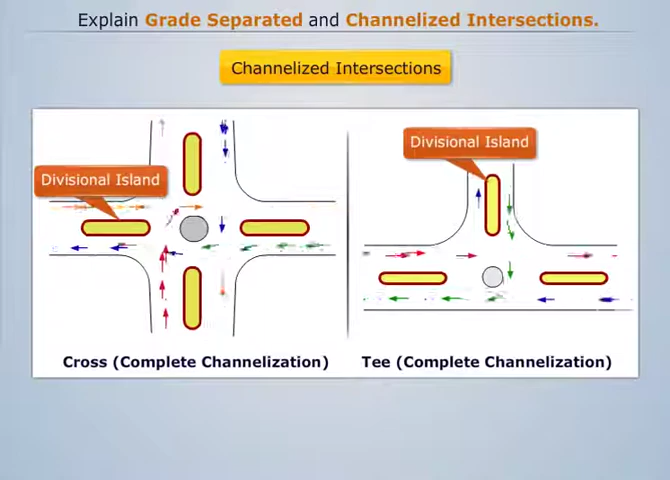 Explain Grade Separated and Channelized Intersections.
Channelized Intersections
Divisional Island
Divisional Island
Cross (Complete Channelization)
Tee (Complete Channelization)